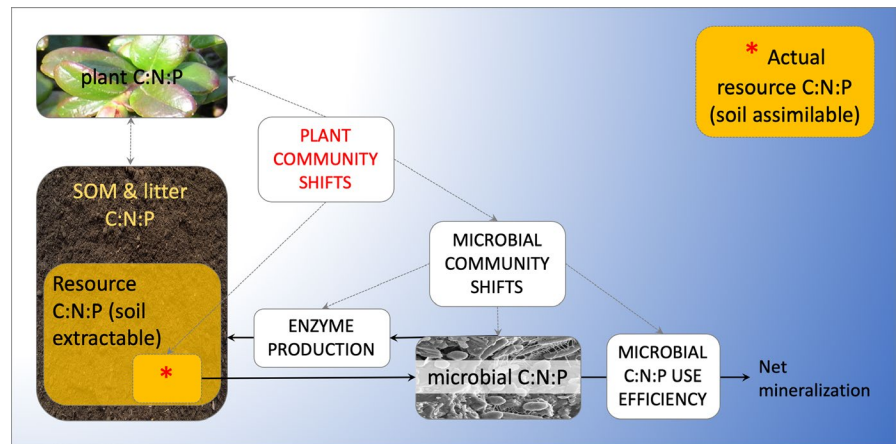 plant C:N:P
* Actual
resource C:N:P
(soil assimilable)
PLANT
COMMUNITY
SHIFTS
SOM & litter
C:N:P
MICROBIAL
COMMUNITY
SHIFTS
Resource
C:N:P (soil
extractable)
ENZYME
PRODUCTION
*
microbial C:N:P
MICROBIAL
C:N:P USE
EFFICIENCY
Net
mineralization